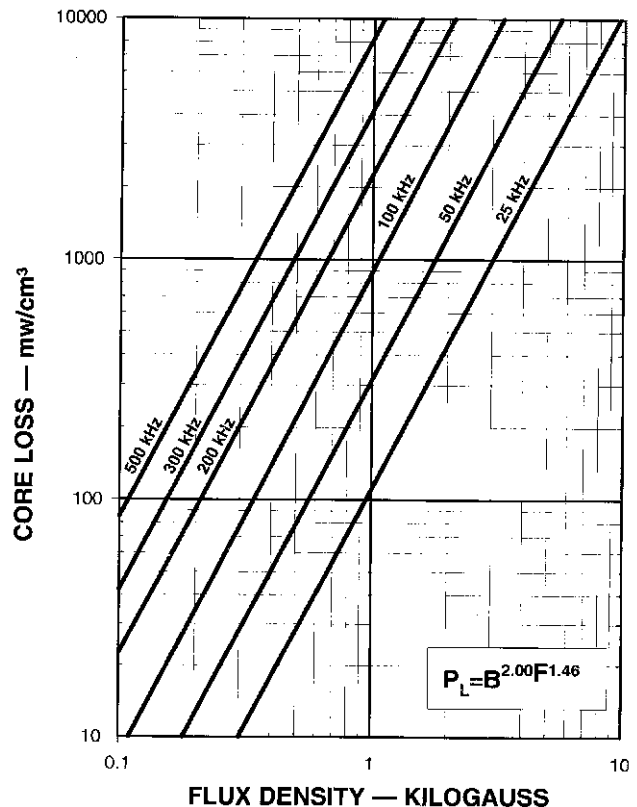 10000
1000
100
10
0.1
1
10
CORE LOSS — mw/cm³
FLUX DENSITY — KILOGAUSS
500 kHz
300 kHz
200 kHz
100 kHz
50 kHz
25 kHz
P_L=B^2.00F^1.46